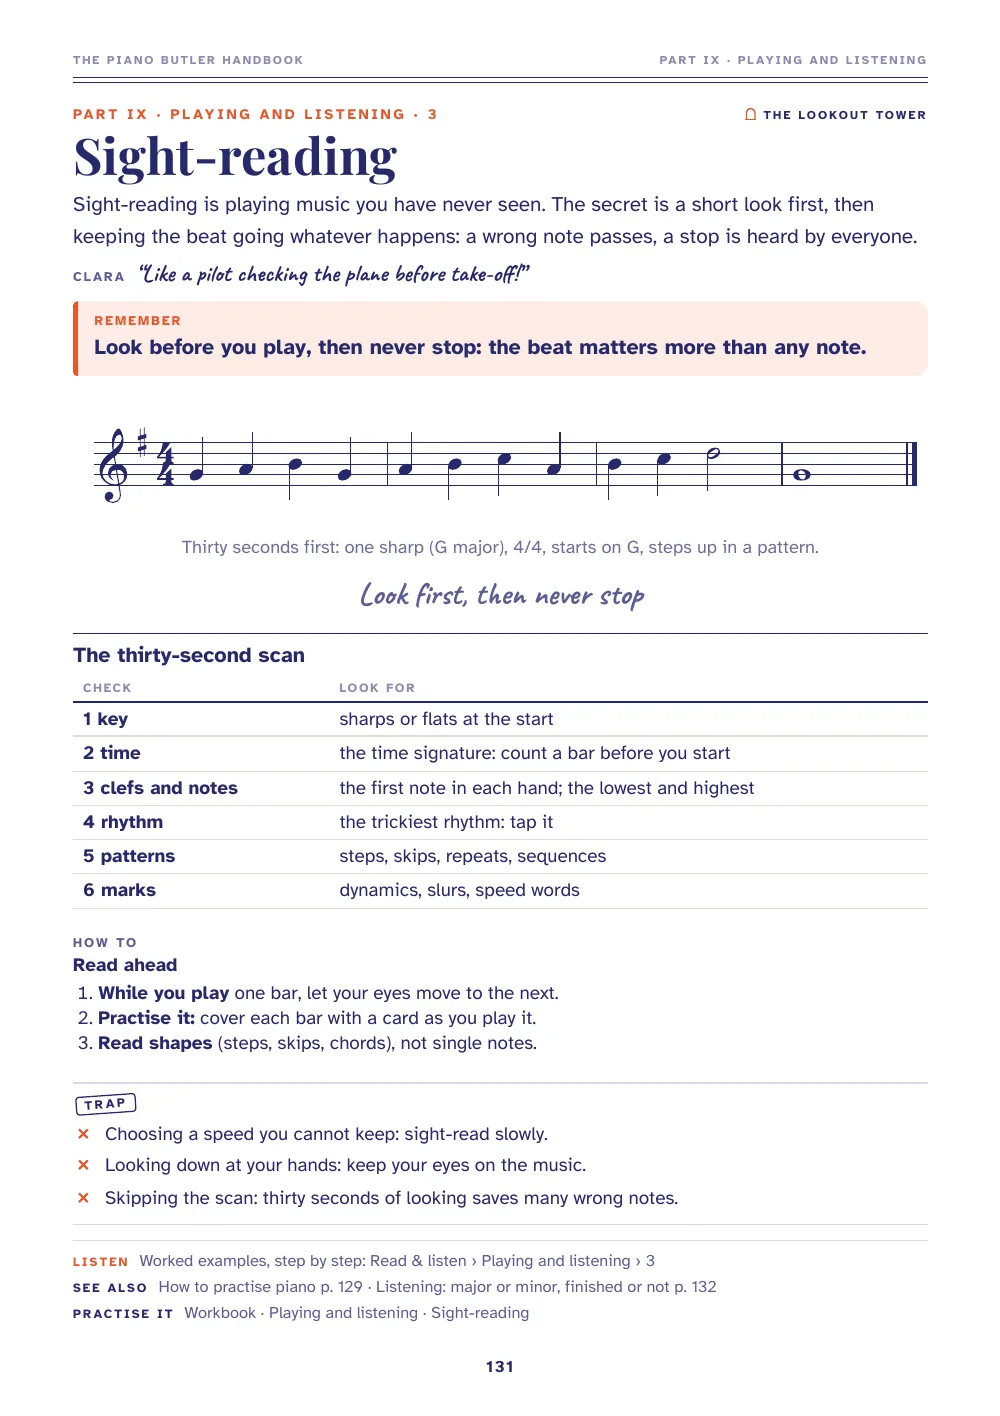 THE PIANO BUTLER HANDBOOK
PART IX · PLAYING AND LISTENING
PART IX · PLAYING AND LISTENING · 3
THE LOOKOUT TOWER
Sight-reading
Sight-reading is playing music you have never seen. The secret is a short look first, then
keeping the beat going whatever happens: a wrong note passes, a stop is heard by everyone.
CLARA “Like a pilot checking the plane before take-off!”
REMEMBER
Look before you play, then never stop: the beat matters more than any note.
4
4
Thirty seconds first: one sharp (G major), 4/4, starts on G, steps up in a pattern.
Look first, then never stop
The thirty-second scan
CHECK LOOK FOR
1 key sharps or flats at the start
2 time the time signature: count a bar before you start
3 clefs and notes the first note in each hand; the lowest and highest
4 rhythm the trickiest rhythm: tap it
5 patterns steps, skips, repeats, sequences
6 marks dynamics, slurs, speed words
HOW TO
Read ahead
1. While you play one bar, let your eyes move to the next.
2. Practise it: cover each bar with a card as you play it.
3. Read shapes (steps, skips, chords), not single notes.
TRAP
× Choosing a speed you cannot keep: sight-read slowly.
× Looking down at your hands: keep your eyes on the music.
× Skipping the scan: thirty seconds of looking saves many wrong notes.
LISTEN Worked examples, step by step: Read & listen › Playing and listening › 3
SEE ALSO How to practise piano p. 129 · Listening: major or minor, finished or not p. 132
PRACTISE IT Workbook · Playing and listening · Sight-reading
131